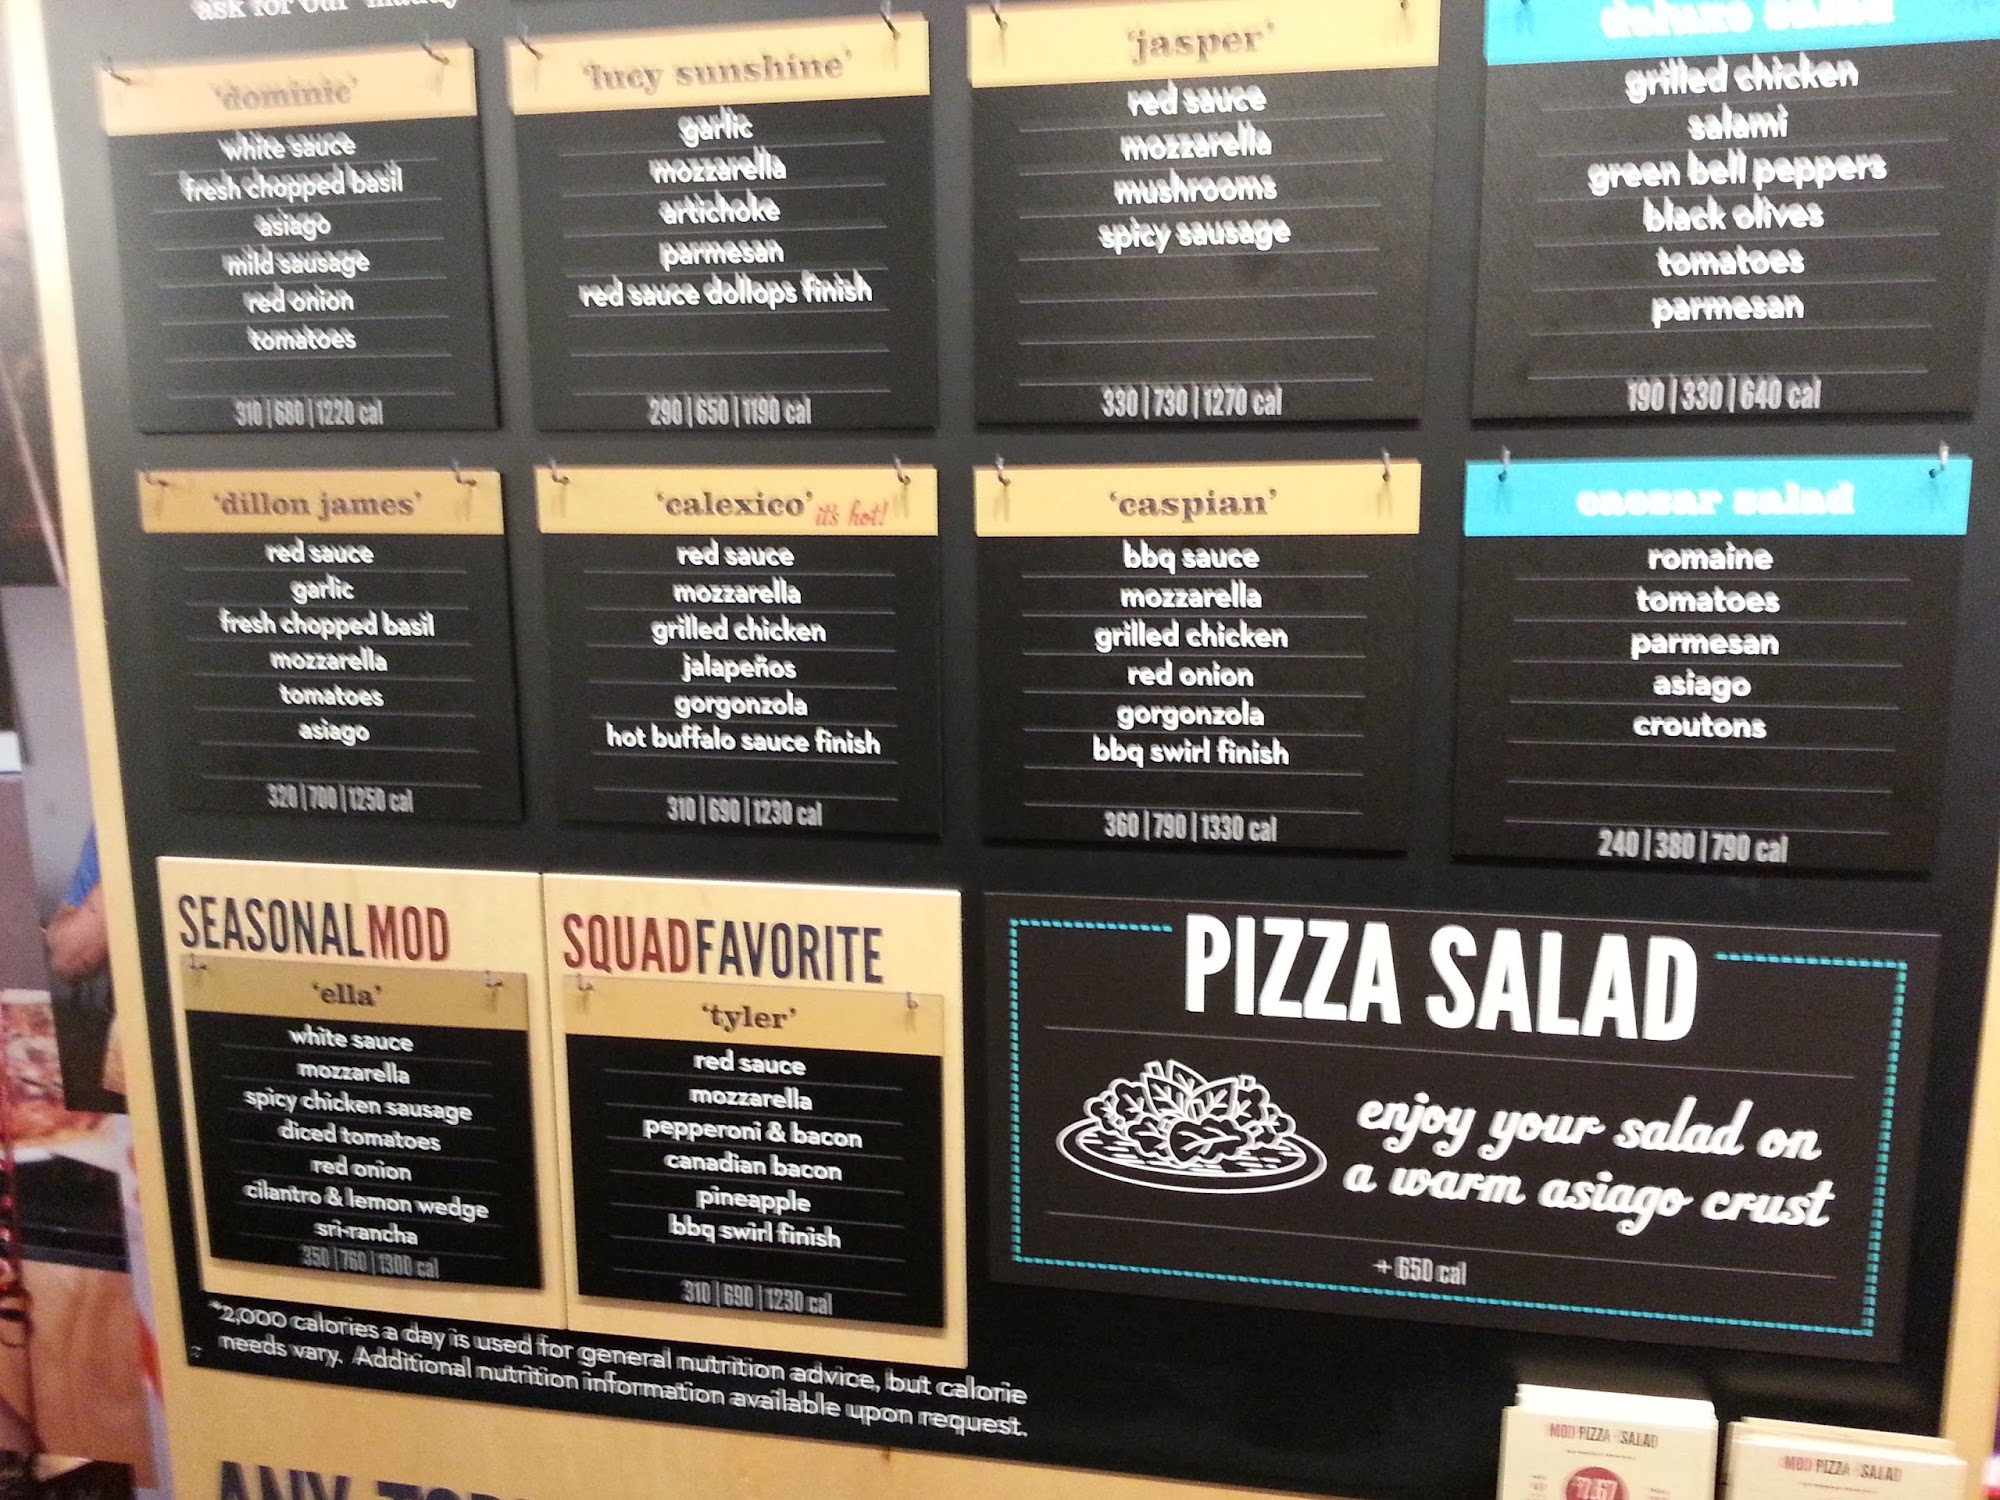 ask for our
'dominic'
white sauce
fresh chopped basil
asiago
mild sausage
red onion
tomatoes
310 | 680 | 1220 cal
'lucy sunshine'
garlic
mozzarella
artichoke
parmesan
red sauce dollops finish
290 | 650 | 1190 cal
'jasper'
red sauce
mozzarella
mushrooms
spicy sausage
330 | 730 | 1270 cal
deluxe salad
grilled chicken
salami
green bell peppers
black olives
tomatoes
parmesan
190 | 330 | 640 cal
'dillon james'
red sauce
garlic
fresh chopped basil
mozzarella
tomatoes
asiago
320 | 700 | 1250 cal
'calexico' it's hot!
red sauce
mozzarella
grilled chicken
jalapeños
gorgonzola
hot buffalo sauce finish
310 | 690 | 1230 cal
'caspian'
bbq sauce
mozzarella
grilled chicken
red onion
gorgonzola
bbq swirl finish
360 | 790 | 1330 cal
caesar salad
romaine
tomatoes
parmesan
asiago
croutons
240 | 380 | 790 cal
SEASONAL MOD
'ella'
white sauce
mozzarella
spicy chicken sausage
diced tomatoes
red onion
cilantro & lemon wedge
sri-rancha
350 | 760 | 1300 cal
SQUAD FAVORITE
'tyler'
red sauce
mozzarella
pepperoni & bacon
canadian bacon
pineapple
bbq swirl finish
310 | 690 | 1230 cal
PIZZA SALAD
enjoy your salad on
a warm asiago crust
+ 650 cal
*2,000 calories a day is used for general nutrition advice, but calorie
needs vary. Additional nutrition information available upon request.
MOD PIZZA + SALAD
MOD PIZZA + SALAD
ANY